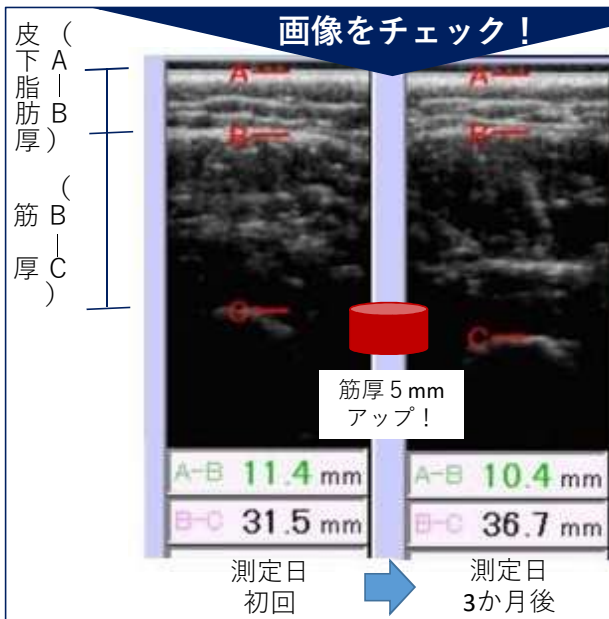 画像をチェック！
皮下脂肪厚
（A―B）
筋厚
（B―C）
A
B
C
A
B
C
筋厚５mm
アップ！
A-B 11.4 mm
B-C 31.5 mm
A-B 10.4 mm
B-C 36.7 mm
測定日
初回
測定日
3か月後